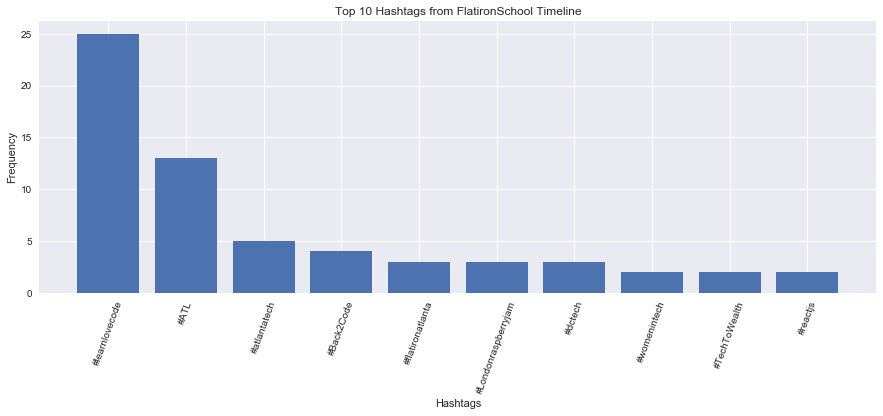 Top 10 Hashtags from FlatironSchool Timeline
Frequency
25
20
15
10
5
0
#learnlovecode
#ATL
#atlantatech
#Back2Code
#flatironatlanta
#Londonraspberryjam
#dctech
#womenintech
#TechToWealth
#reactjs
Hashtags